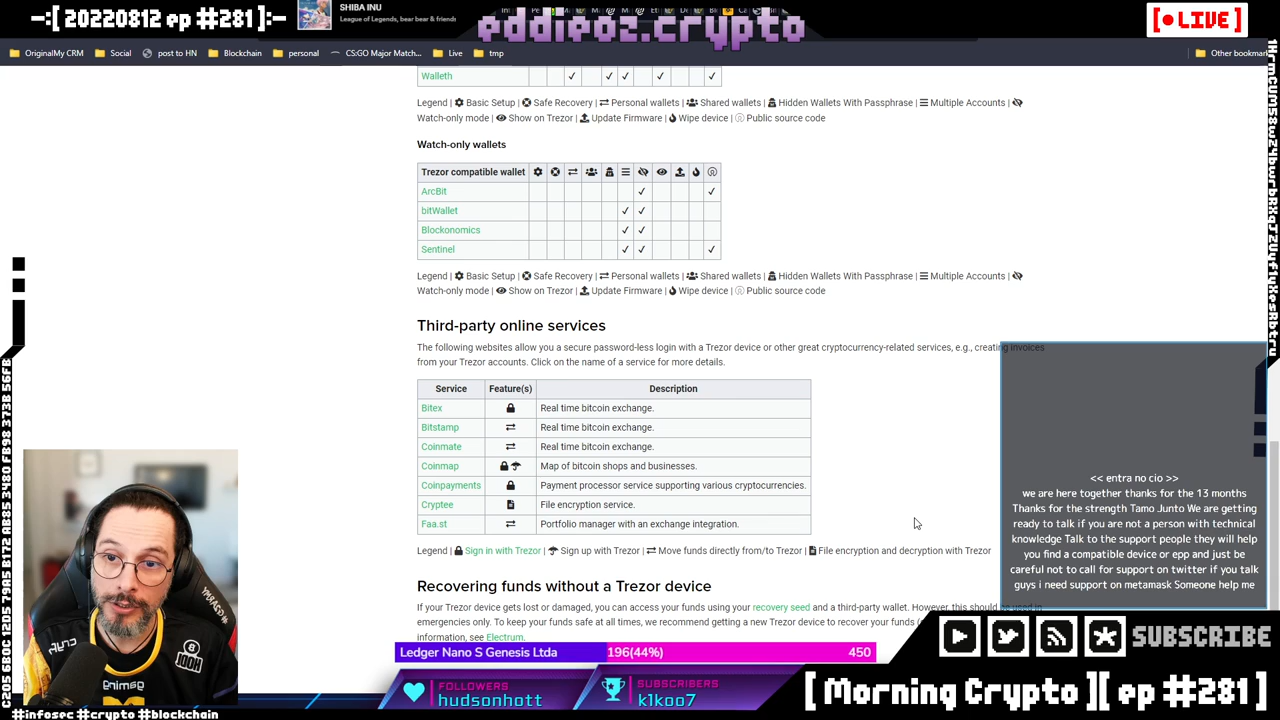 -:[ 20220812 ep #281 ]:-
SHIBA INU
League of Legends, bear bear & friends
eddieoz.crypto
[ ● LIVE ]
OriginalMy CRM
Social
post to HN
Blockchain
personal
CS:GO Major Match...
Live
tmp
Other bookmar
Walleth ✓ ✓ ✓ ✓ ✓
Legend | Basic Setup | Safe Recovery | Personal wallets | Shared wallets | Hidden Wallets With Passphrase | Multiple Accounts |
Watch-only mode | Show on Trezor | Update Firmware | Wipe device | Public source code
Watch-only wallets
Trezor compatible wallet
ArcBit ✓ ✓
bitWallet ✓ ✓
Blockonomics ✓ ✓
Sentinel ✓ ✓ ✓
Legend | Basic Setup | Safe Recovery | Personal wallets | Shared wallets | Hidden Wallets With Passphrase | Multiple Accounts |
Watch-only mode | Show on Trezor | Update Firmware | Wipe device | Public source code
Third-party online services
The following websites allow you a secure password-less login with a Trezor device or other great cryptocurrency-related services, e.g., creating invoices
from your Trezor accounts. Click on the name of a service for more details.
Service Feature(s) Description
Bitex Real time bitcoin exchange.
Bitstamp Real time bitcoin exchange.
Coinmate Real time bitcoin exchange.
Coinmap Map of bitcoin shops and businesses.
Coinpayments Payment processor service supporting various cryptocurrencies.
Cryptee File encryption service.
Faa.st Portfolio manager with an exchange integration.
Legend | Sign in with Trezor | Sign up with Trezor | Move funds directly from/to Trezor | File encryption and decryption with Trezor
Recovering funds without a Trezor device
If your Trezor device gets lost or damaged, you can access your funds using your recovery seed and a third-party wallet. However, this should be used in
emergencies only. To keep your funds safe at all times, we recommend getting a new Trezor device to recover your funds
information, see Electrum.
<< entra no cio >>
we are here together thanks for the 13 months
Thanks for the strength Tamo Junto We are getting
ready to talk if you are not a person with technical
knowledge Talk to the support people they will help
you find a compatible device or epp and just be
careful not to call for support on twitter if you talk
guys i need support on metamask Someone help me
Ledger Nano S Genesis Ltda 196(44%) 450
FOLLOWERS
hudsonhott
SUBSCRIBERS
k1koo7
SUBSCRIBE
[ Morning Crypto ][ ep #281 ]
#infosec #crypto #blockchain